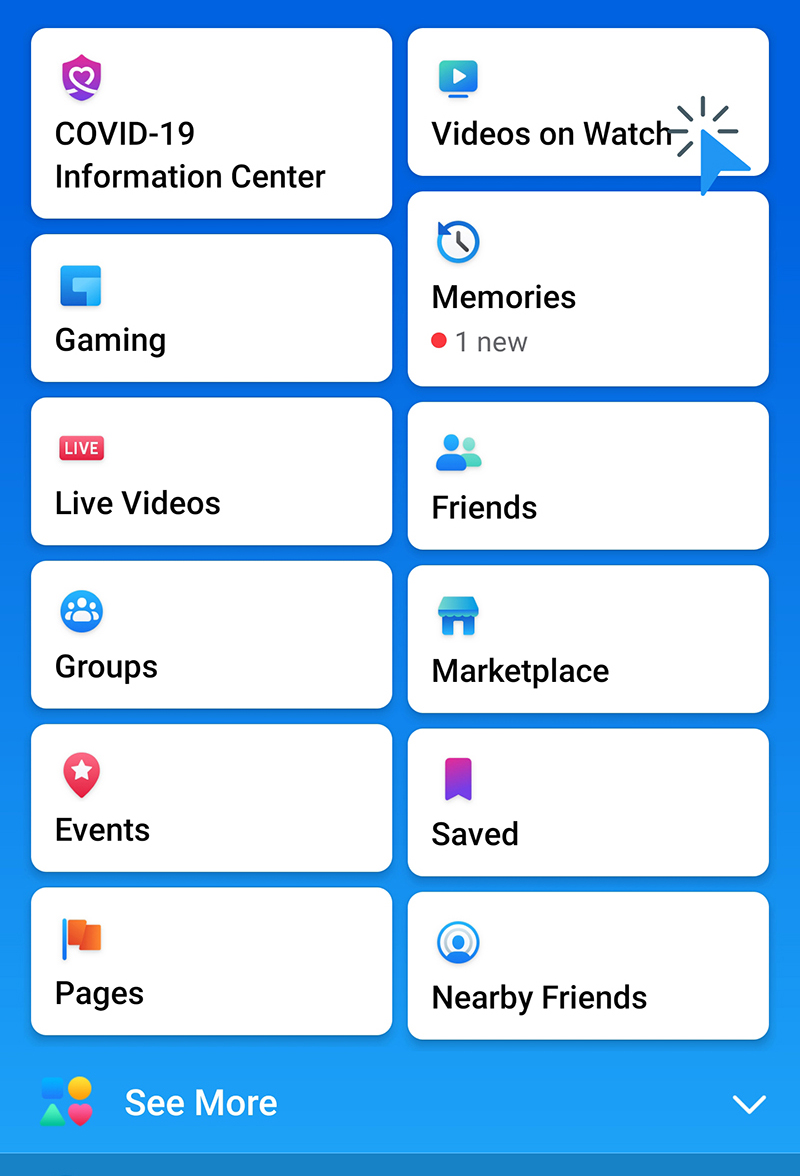 COVID-19
Information Center
Videos on Watch
Gaming
Memories
1 new
LIVE
Live Videos
Friends
Groups
Marketplace
Events
Saved
Pages
Nearby Friends
See More